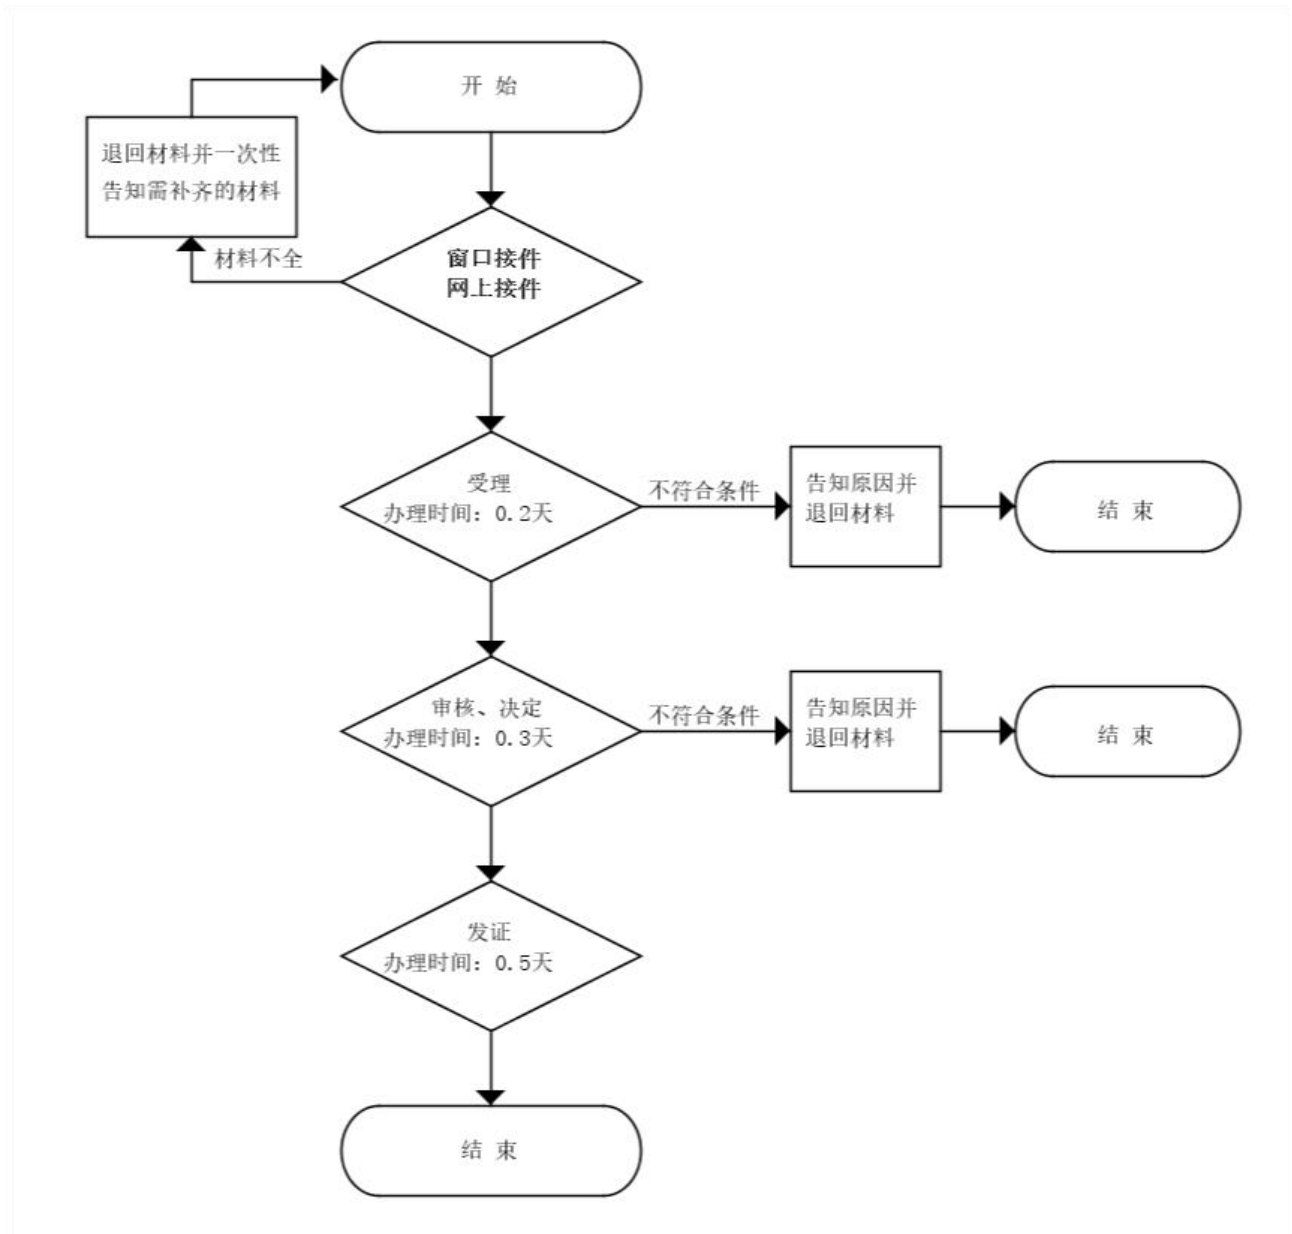 开 始
退回材料并一次性
告知需补齐的材料
材料不全
窗口接件
网上接件
受理
办理时间：0.2天
不符合条件
告知原因并
退回材料
结 束
审核、决定
办理时间：0.3天
不符合条件
告知原因并
退回材料
结 束
发证
办理时间：0.5天
结 束